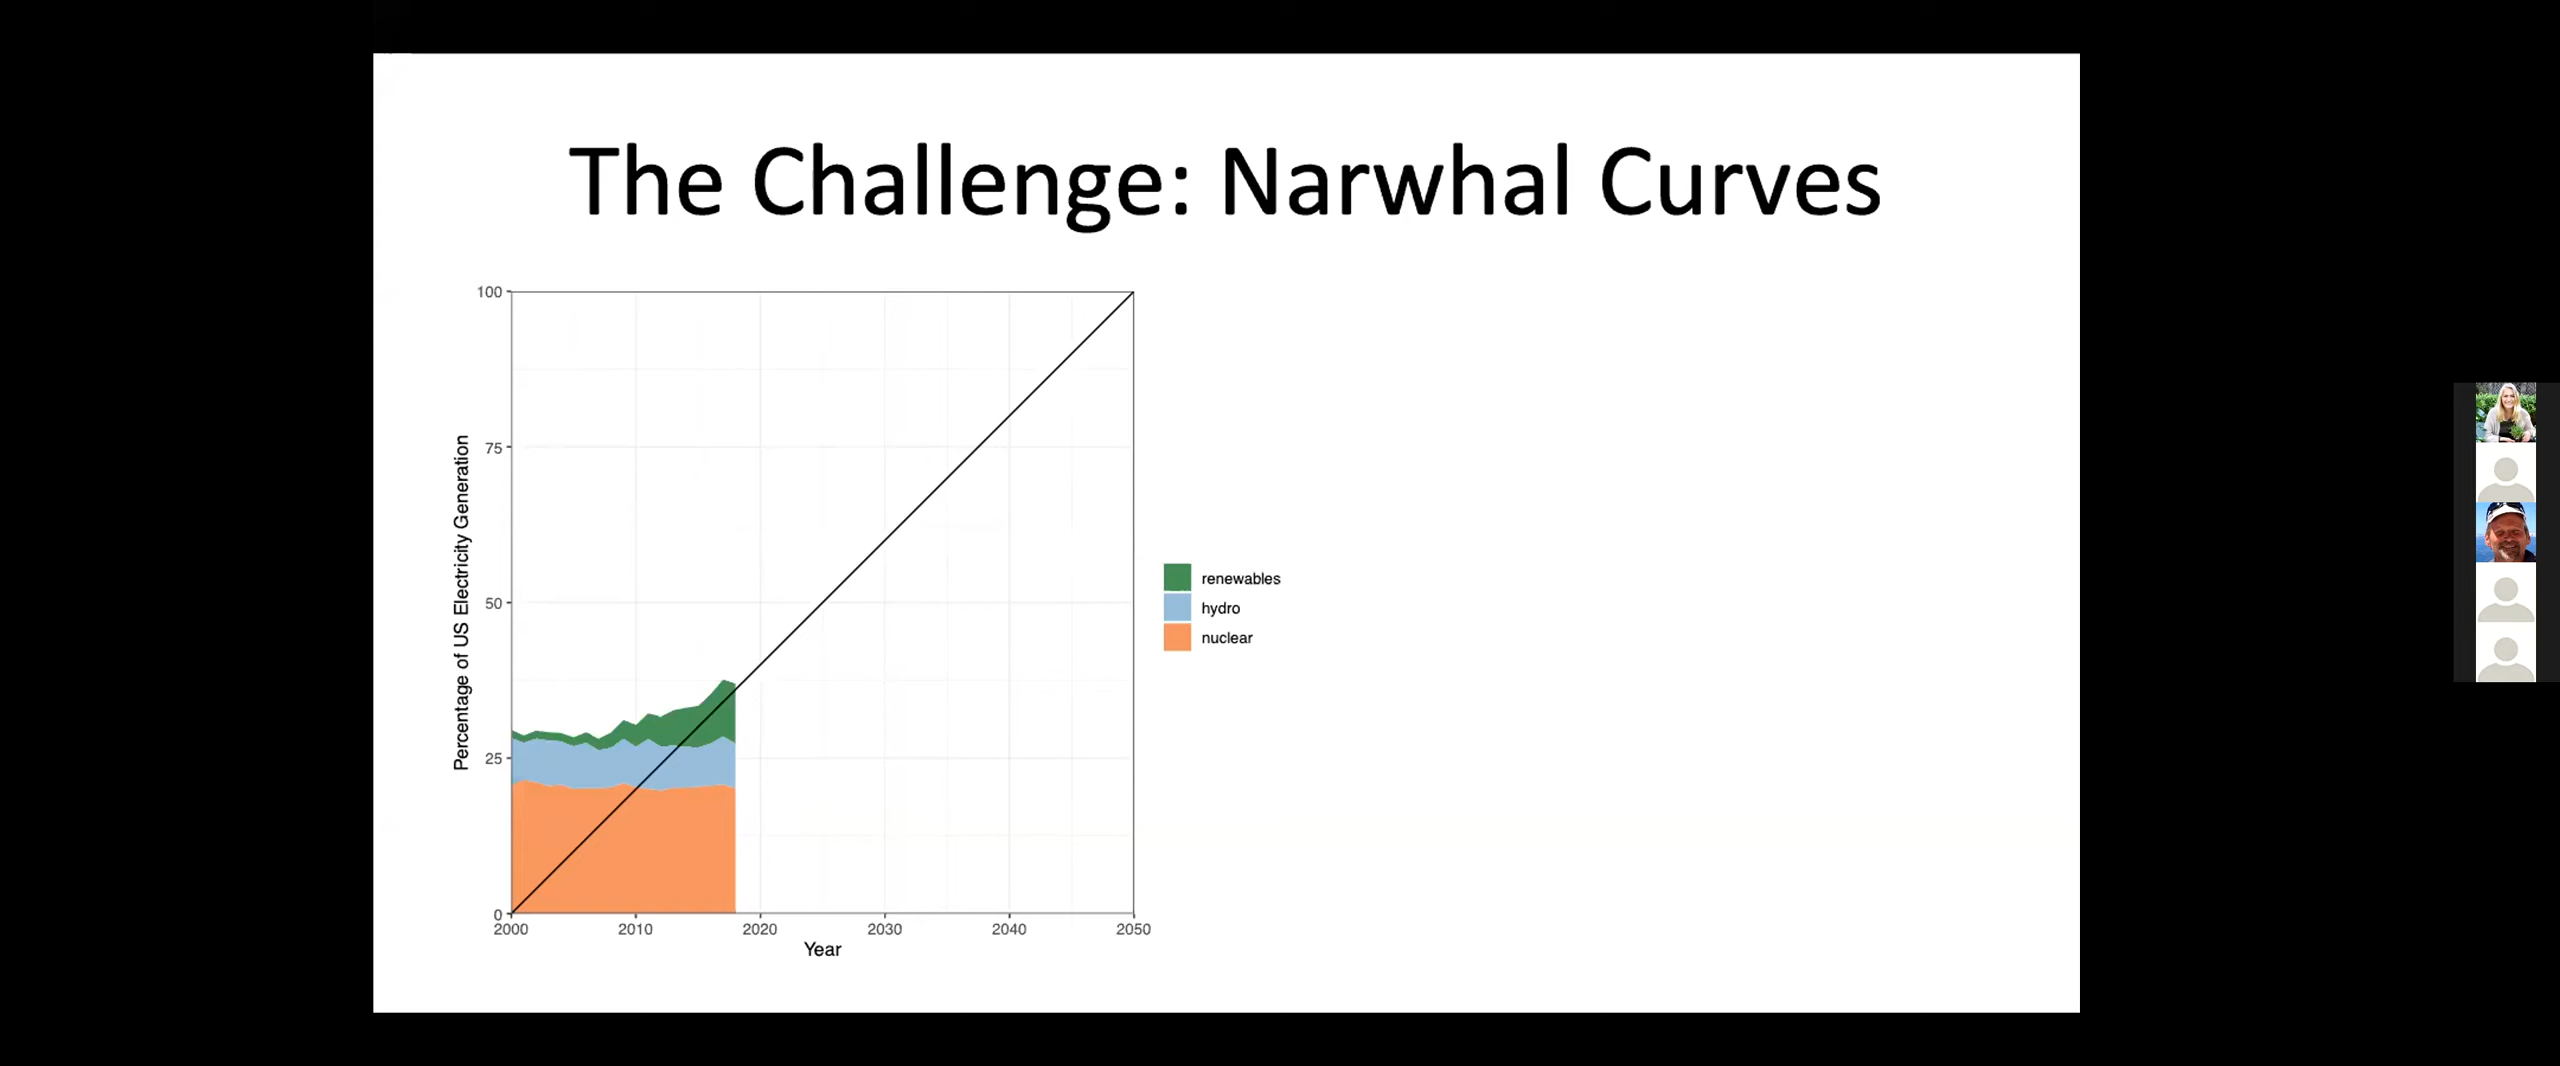 The Challenge: Narwhal Curves
Percentage of US Electricity Generation
100
75
50
25
0
2000 2010 2020 2030 2040 2050
Year
renewables
hydro
nuclear